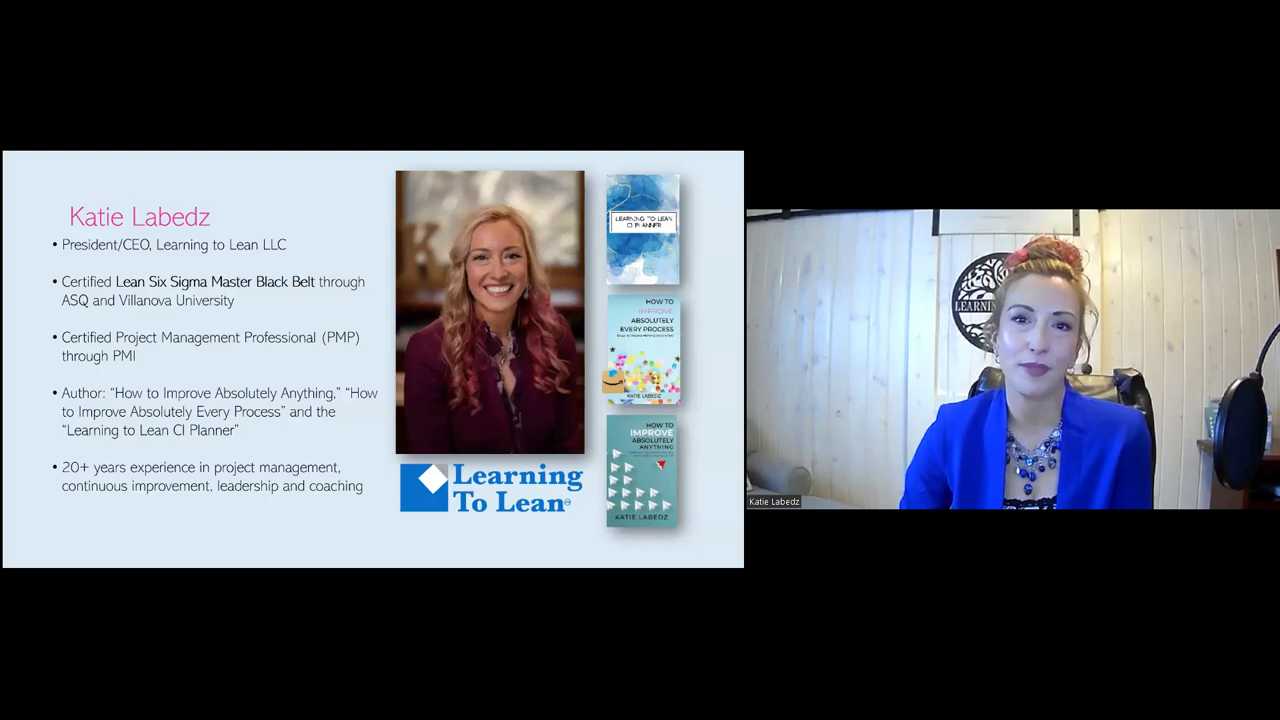 Katie Labedz
• President/CEO, Learning to Lean LLC
• Certified Lean Six Sigma Master Black Belt through
ASQ and Villanova University
• Certified Project Management Professional (PMP)
through PMI
• Author: “How to Improve Absolutely Anything,” “How
to Improve Absolutely Every Process” and the
“Learning to Lean CI Planner”
• 20+ years experience in project management,
continuous improvement, leadership and coaching
Learning
To Lean
LEARNING TO LEAN
CI PLANNER
HOW TO
IMPROVE
ABSOLUTELY
EVERY PROCESS
KATIE LABEDZ
HOW TO
IMPROVE
ABSOLUTELY
ANYTHING
KATIE LABEDZ
LEARNIN
Katie Labedz